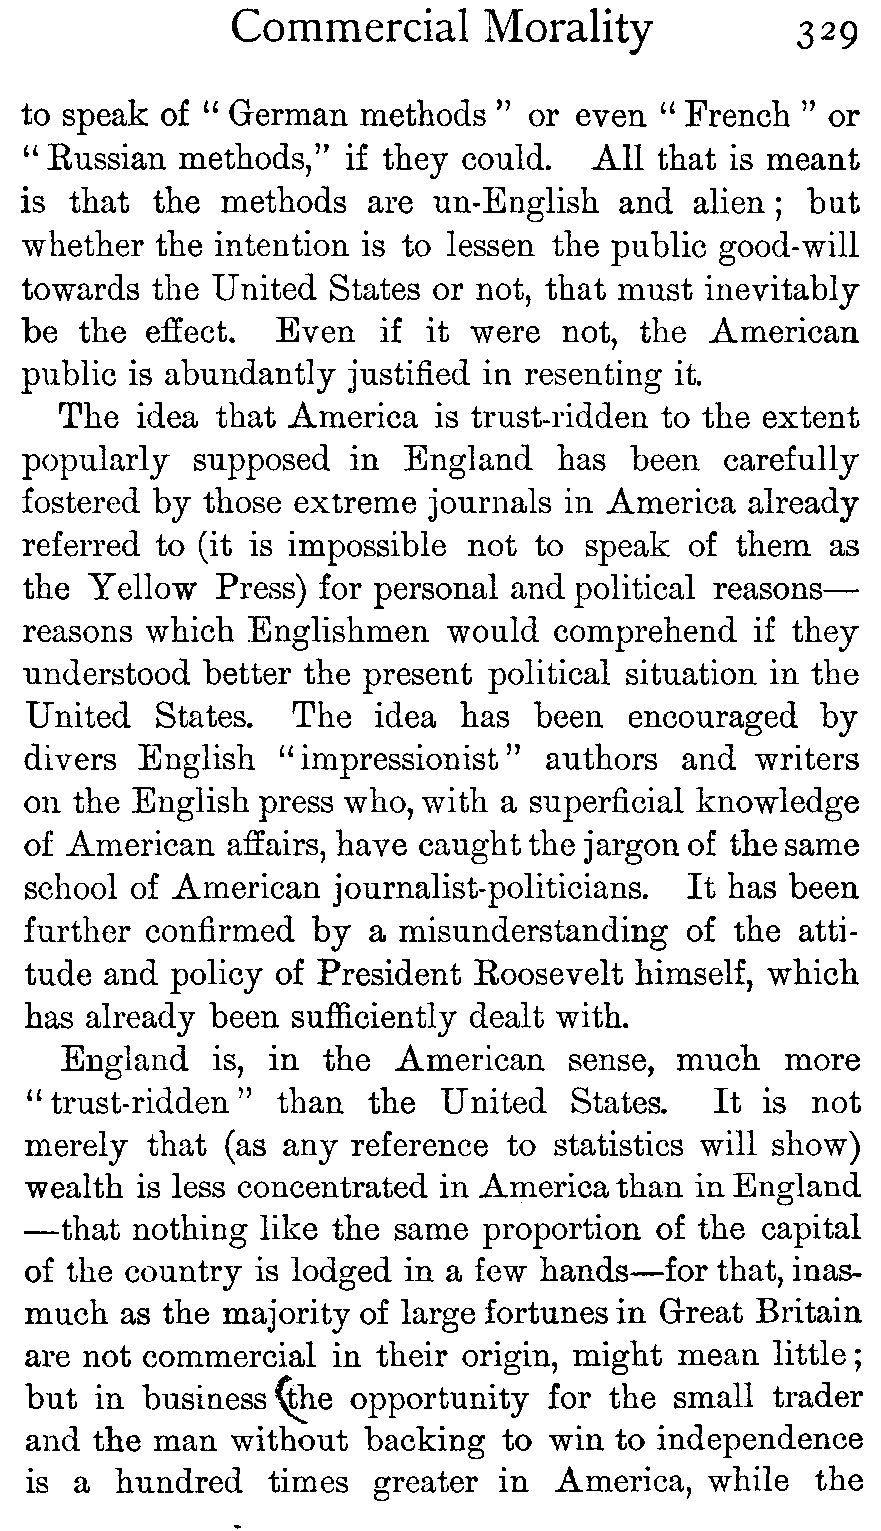 Commercial Morality 329
to speak of “ German methods ” or even “ French ” or
“ Russian methods,” if they could. All that is meant
is that the methods are un-English and alien ; but
whether the intention is to lessen the public good-will
towards the United States or not, that must inevitably
be the effect. Even if it were not, the American
public is abundantly justified in resenting it.
The idea that America is trust-ridden to the extent
popularly supposed in England has been carefully
fostered by those extreme journals in America already
referred to (it is impossible not to speak of them as
the Yellow Press) for personal and political reasons—
reasons which Englishmen would comprehend if they
understood better the present political situation in the
United States. The idea has been encouraged by
divers English “impressionist” authors and writers
on the English press who, with a superficial knowledge
of American affairs, have caught the jargon of the same
school of American journalist-politicians. It has been
further confirmed by a misunderstanding of the atti-
tude and policy of President Roosevelt himself, which
has already been sufficiently dealt with.
England is, in the American sense, much more
“trust-ridden” than the United States. It is not
merely that (as any reference to statistics will show)
wealth is less concentrated in America than in England
—that nothing like the same proportion of the capital
of the country is lodged in a few hands—for that, inas-
much as the majority of large fortunes in Great Britain
are not commercial in their origin, might mean little ;
but in business the opportunity for the small trader
and the man without backing to win to independence
is a hundred times greater in America, while the